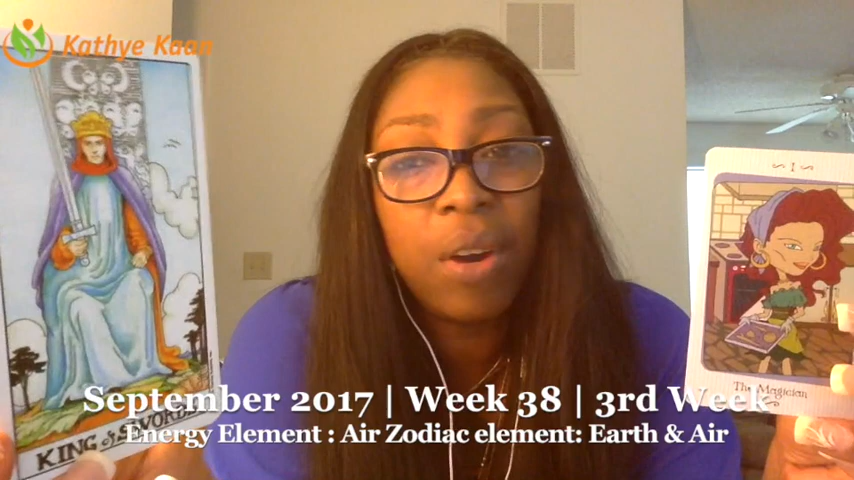 Kathye Kaan
I
The Magician
September 2017 | Week 38 | 3rd Week
Energy Element : Air Zodiac element: Earth & Air
KING of SWORDS